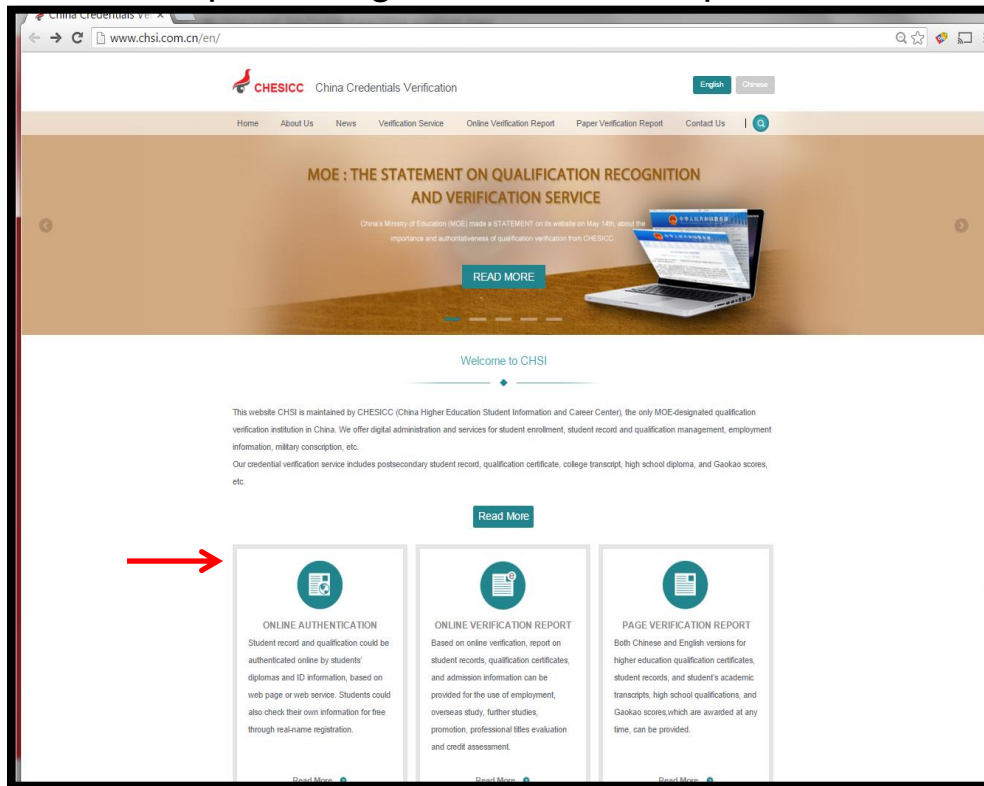 China Credentials Ve
www.chsi.com.cn/en/
CHESICC China Credentials Verification
English Chinese
Home About Us News Verification Service Online Verification Report Paper Verification Report Contact Us
MOE : THE STATEMENT ON QUALIFICATION RECOGNITION
AND VERIFICATION SERVICE
China's Ministry of Education (MOE) made a STATEMENT on its website on May 14th, about the
importance and authoritativeness of qualification verification from CHESICC.
READ MORE
Welcome to CHSI
This website CHSI is maintained by CHESICC (China Higher Education Student Information and Career Center), the only MOE-designated qualification
verification institution in China. We offer digital administration and services for student enrollment, student record and qualification management, employment
information, military conscription, etc.
Our credential verification service includes postsecondary student record, qualification certificate, college transcript, high school diploma, and Gaokao scores,
etc.
Read More
ONLINE AUTHENTICATION
Student record and qualification could be
authenticated online by students'
diplomas and ID information, based on
web page or web service. Students could
also check their own information for free
through real-name registration.
Read More
ONLINE VERIFICATION REPORT
Based on online verification, report on
student records, qualification certificates,
and admission information can be
provided for the use of employment,
overseas study, further studies,
promotion, professional titles evaluation
and credit assessment.
Read More
PAGE VERIFICATION REPORT
Both Chinese and English versions for
higher education qualification certificates,
student records, and student's academic
transcripts, high school qualifications, and
Gaokao scores,which are awarded at any
time, can be provided.
Read More